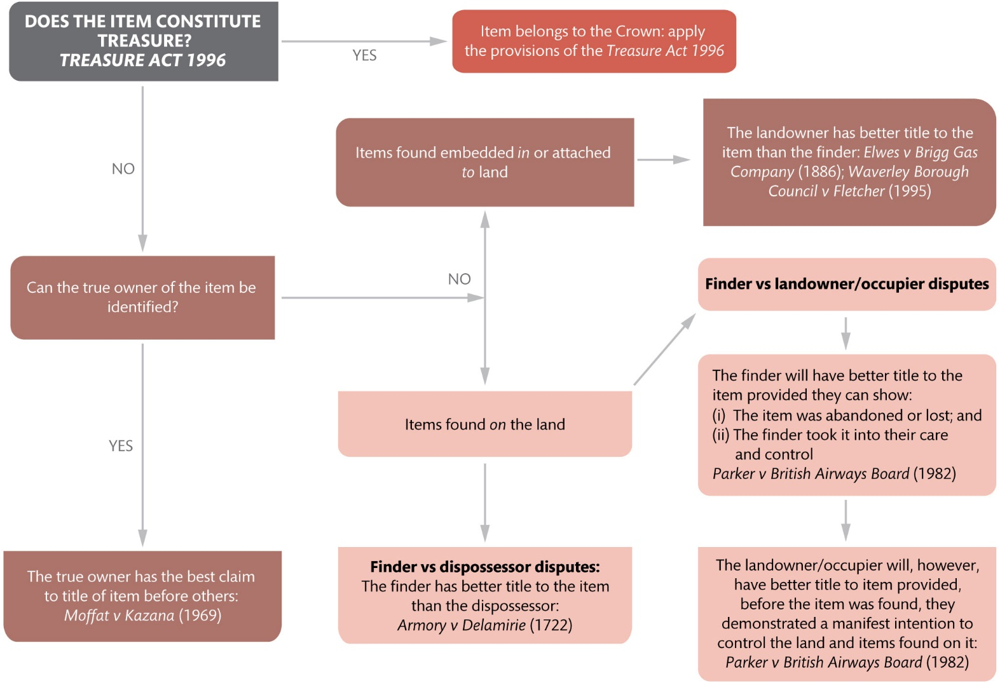 DOES THE ITEM CONSTITUTE
TREASURE?
TREASURE ACT 1996
YES
Item belongs to the Crown: apply
the provisions of the Treasure Act 1996
NO
Items found embedded in or attached
to land
The landowner has better title to the
item than the finder: Elwes v Brigg Gas
Company (1886); Waverley Borough
Council v Fletcher (1995)
Can the true owner of the item be
identified?
NO
Finder vs landowner/occupier disputes
The finder will have better title to the
item provided they can show:
(i) The item was abandoned or lost; and
(ii) The finder took it into their care
and control
Parker v British Airways Board (1982)
Items found on the land
YES
The true owner has the best claim
to title of item before others:
Moffat v Kazana (1969)
Finder vs dispossessor disputes:
The finder has better title to the item
than the dispossessor:
Armory v Delamirie (1722)
The landowner/occupier will, however,
have better title to item provided,
before the item was found, they
demonstrated a manifest intention to
control the land and items found on it:
Parker v British Airways Board (1982)